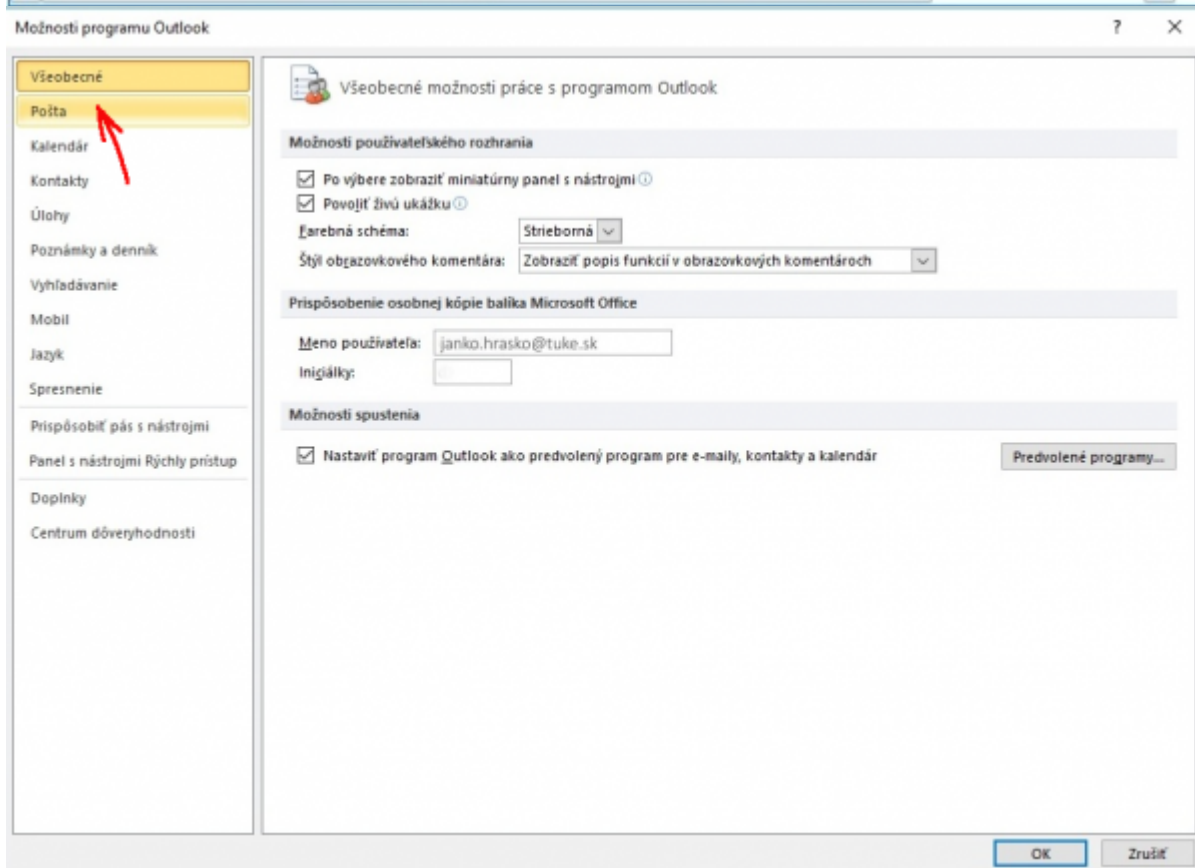 Možnosti programu Outlook
Všeobecné
Pošta
Kalendár
Kontakty
Úlohy
Poznámky a denník
Vyhľadávanie
Mobil
Jazyk
Spresnenie
Prispôsobiť pás s nástrojmi
Panel s nástrojmi Rýchly prístup
Doplnky
Centrum dôveryhodnosti
Všeobecné možnosti práce s programom Outlook
Možnosti používateľského rozhrania
Po výbere zobraziť miniatúrny panel s nástrojmi
Povoliť živú ukážku
Farebná schéma: Strieborná
Štýl obrazovkového komentára: Zobraziť popis funkcií v obrazovkových komentároch
Prispôsobenie osobnej kópie balíka Microsoft Office
Meno používateľa: janko.hrasko@tuke.sk
Iniciálky:
Možnosti spustenia
Nastaviť program Outlook ako predvolený program pre e-maily, kontakty a kalendár Predvolené programy...
OK Zrušiť